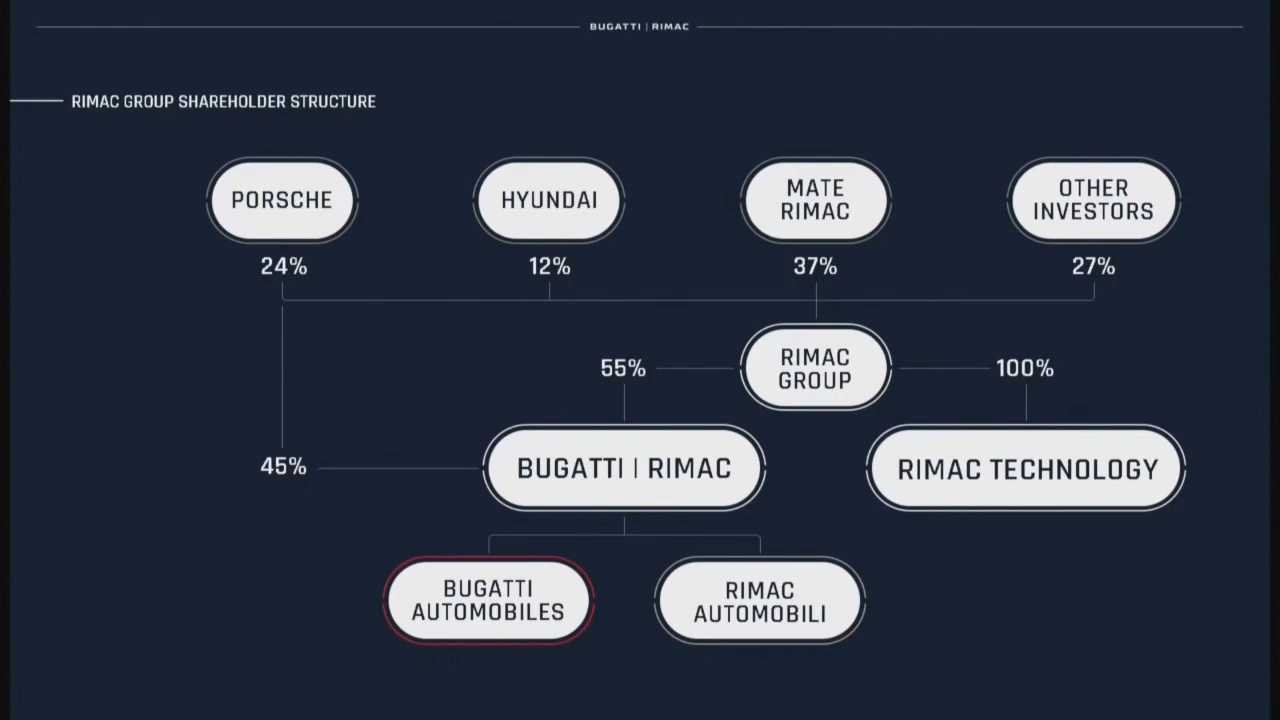 BUGATTI | RIMAC
RIMAC GROUP SHAREHOLDER STRUCTURE
PORSCHE
HYUNDAI
MATE
RIMAC
OTHER
INVESTORS
24%
12%
37%
27%
55%
RIMAC
GROUP
100%
45%
BUGATTI | RIMAC
RIMAC TECHNOLOGY
BUGATTI
AUTOMOBILES
RIMAC
AUTOMOBILI